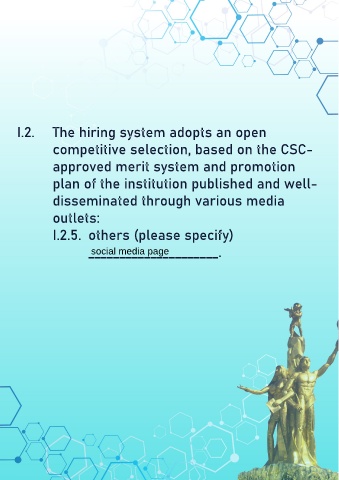 I.2. The hiring system adopts an open
competitive selection, based on the CSC-
approved merit system and promotion
plan of the institution published and well-
disseminated through various media
outlets:
I.2.5. others (please specify)
social media page.